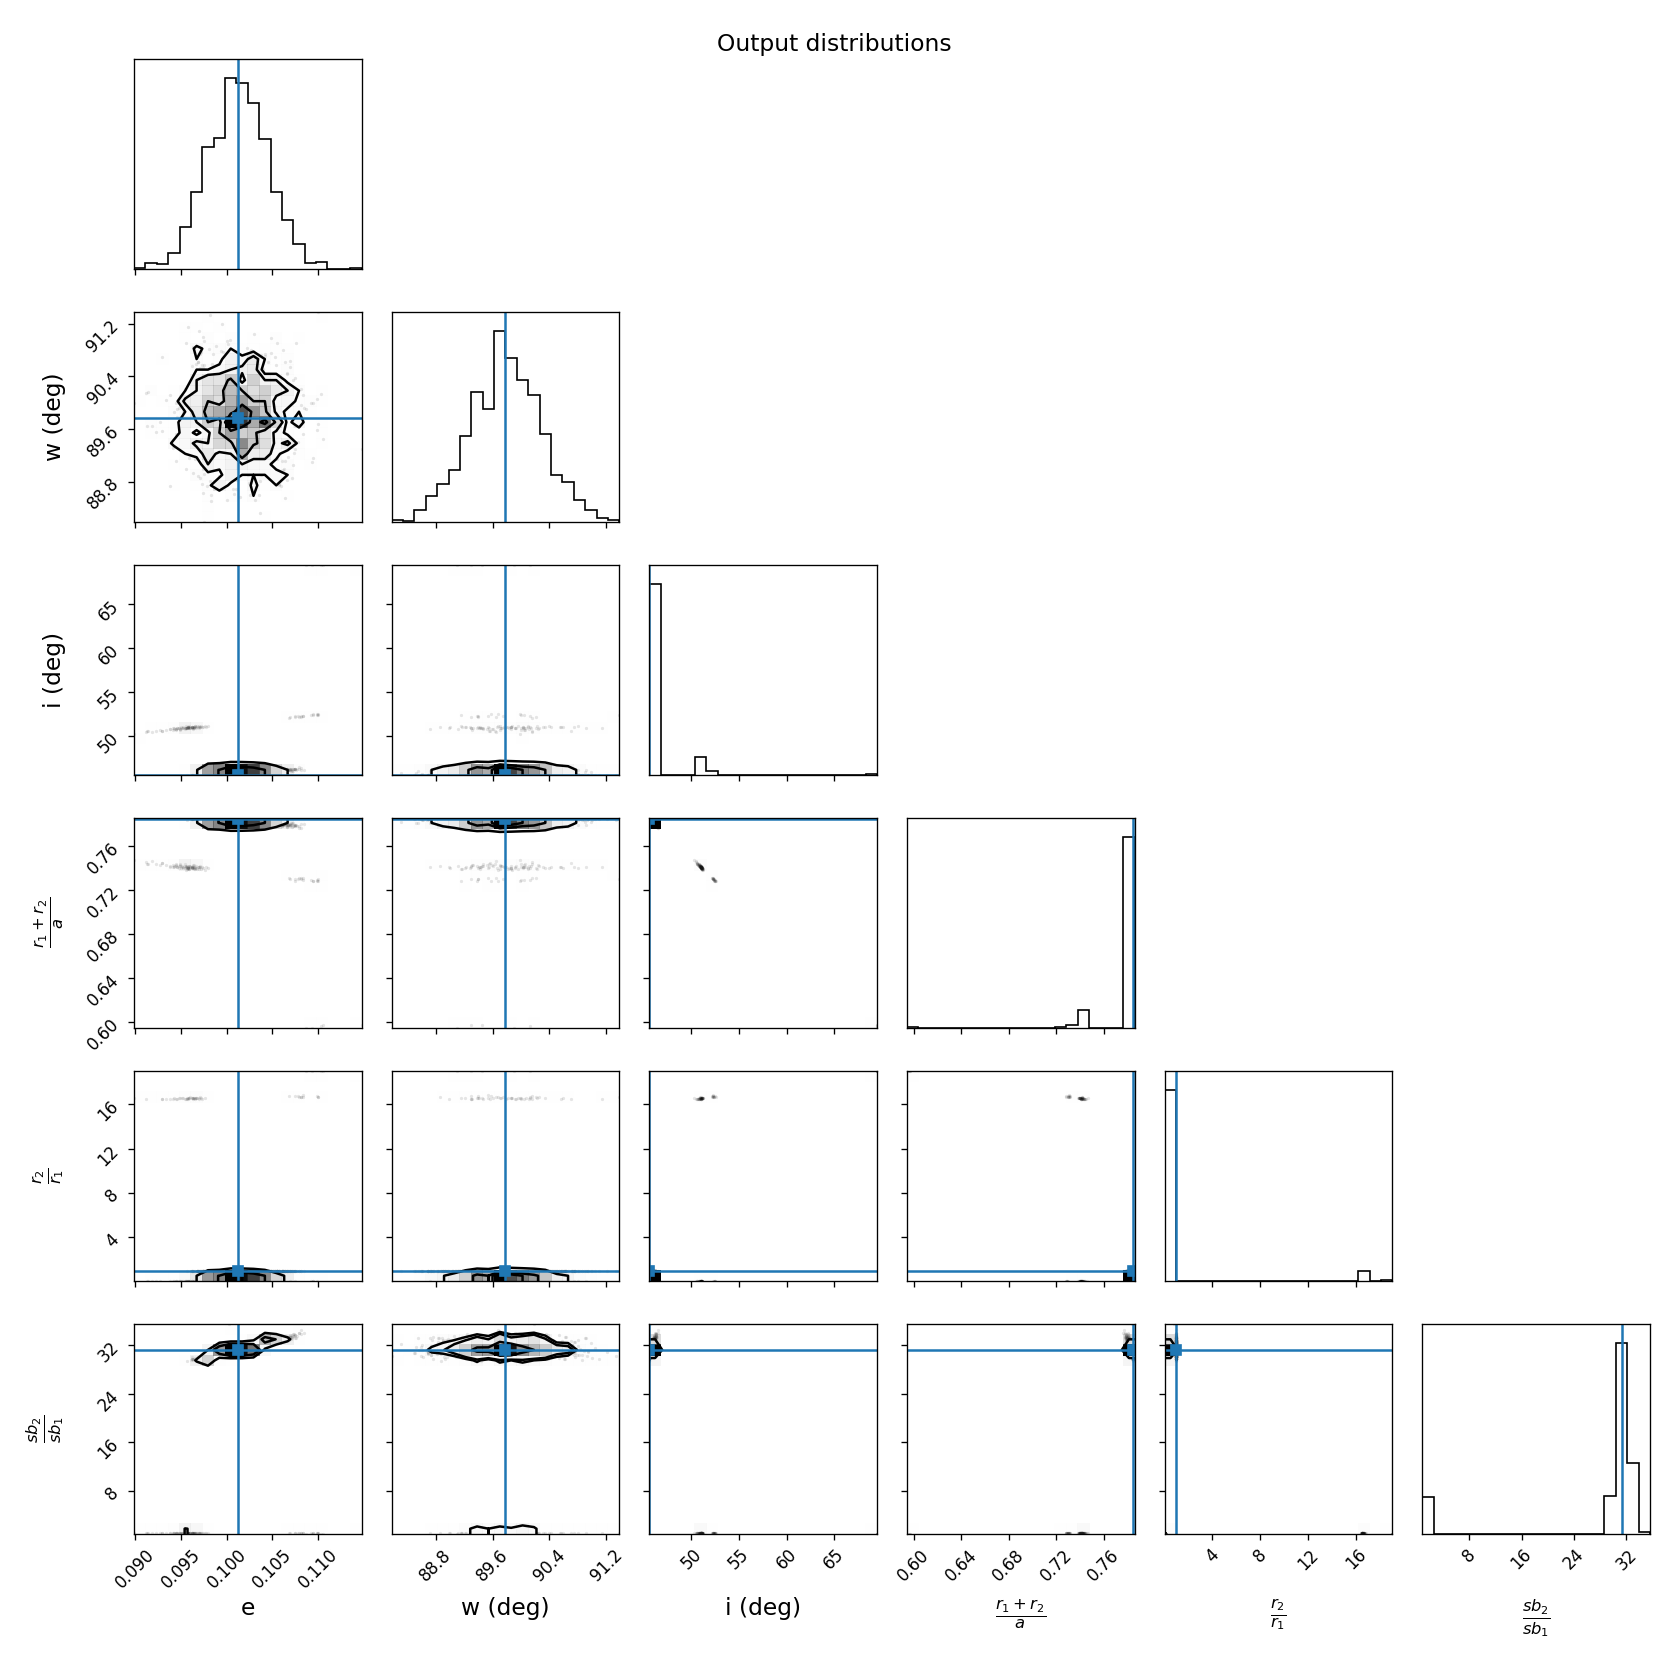 Output distributions
w (deg)
91.2
90.4
89.6
88.8
i (deg)
65
60
55
50
r1 + r2
a
0.76
0.72
0.68
0.64
0.60
r2
r1
16
12
8
4
sb2
sb1
32
24
16
8
0.090 0.095 0.100 0.105 0.110
88.8 89.6 90.4 91.2
50 55 60 65
0.60 0.64 0.68 0.72 0.76
4 8 12 16
8 16 24 32
e
w (deg)
i (deg)
r1 + r2
a
r2
r1
sb2
sb1